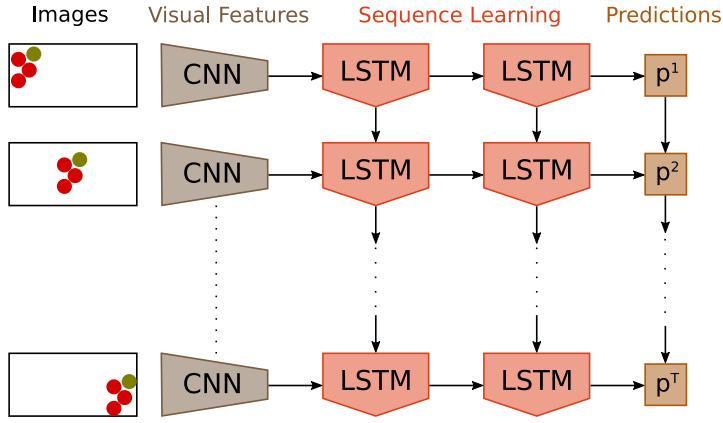 Images Visual Features Sequence Learning Predictions
CNN LSTM LSTM p¹
CNN LSTM LSTM p²
CNN LSTM LSTM pᵀ